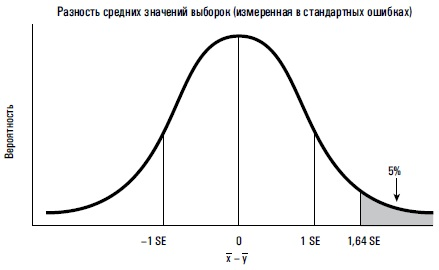 Разность средних значений выборок (измеренная в стандартных ошибках)
Вероятность
5%
–1 SE 0 1 SE 1,64 SE
x̅ – y̅